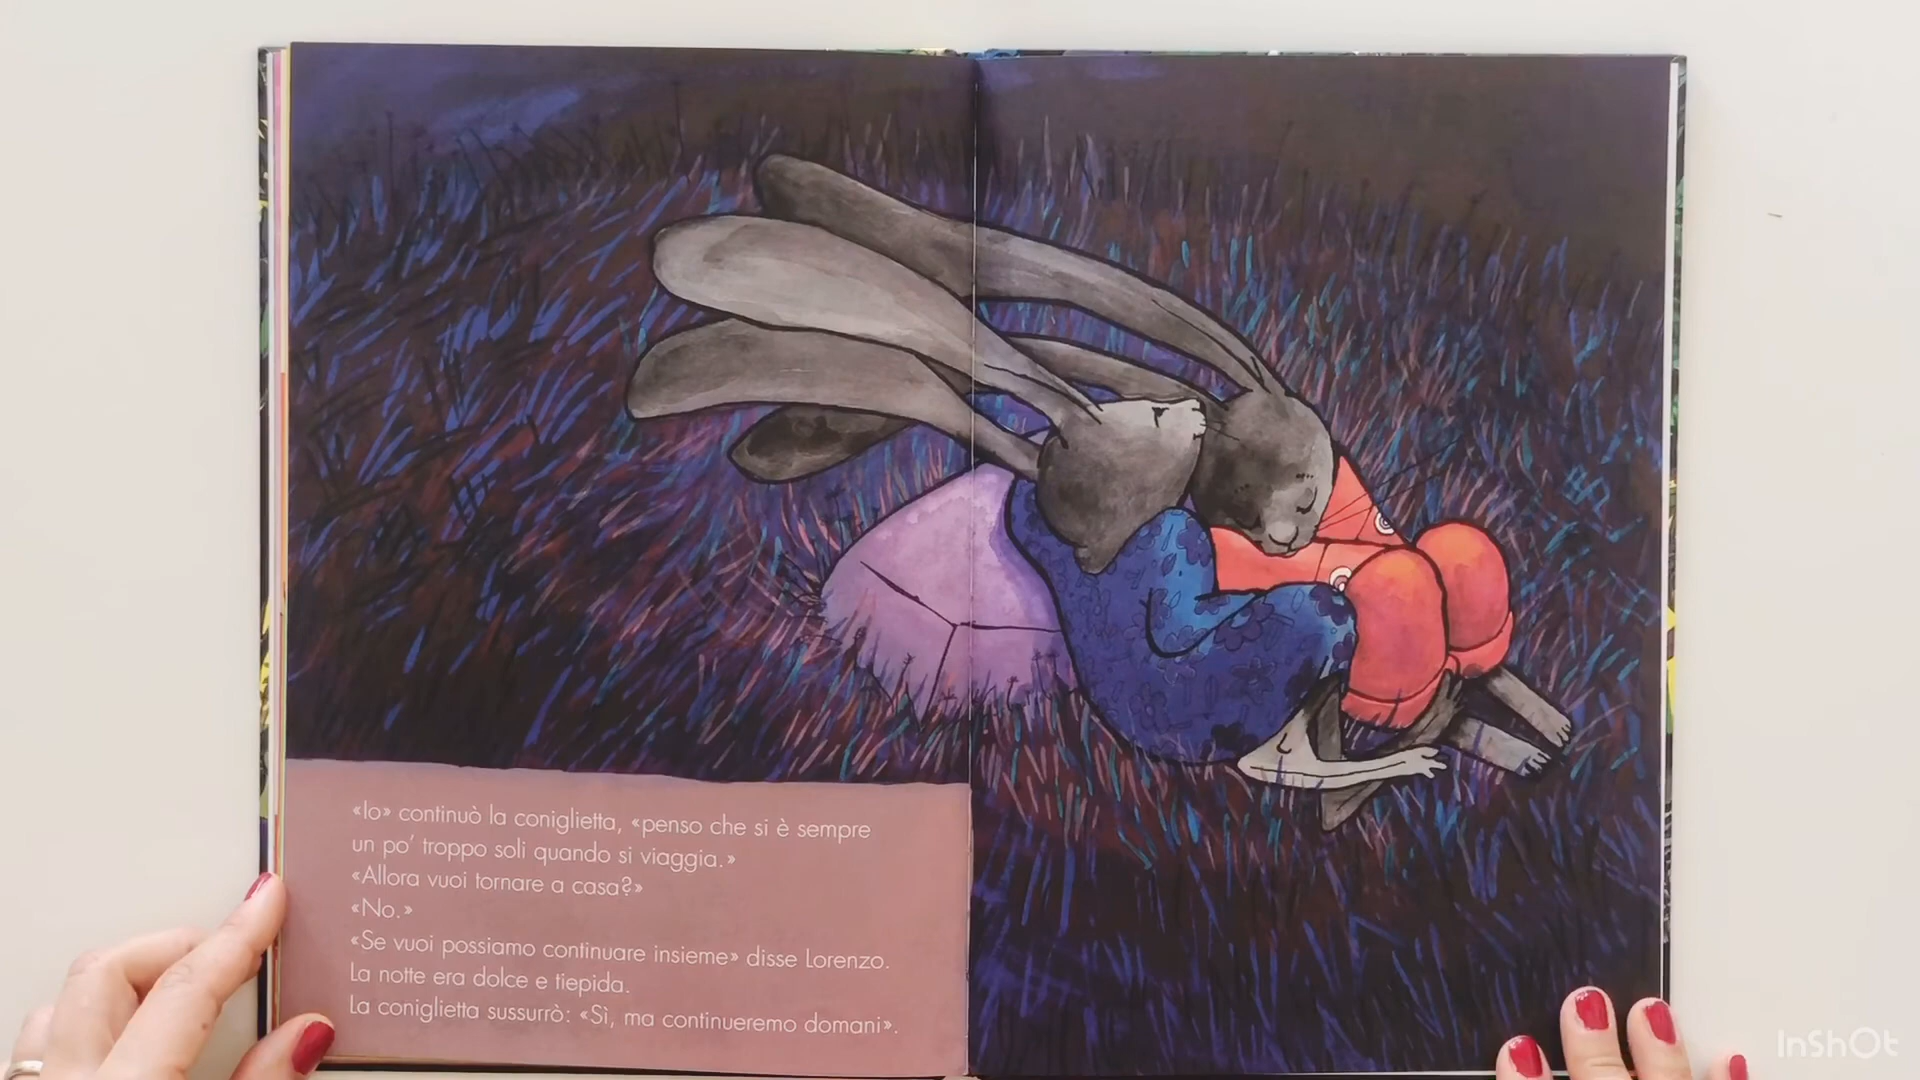 «Io» continuò la coniglietta, «penso che si è sempre
un po’ troppo soli quando si viaggia.»
«Allora vuoi tornare a casa?»
«No.»
«Se vuoi possiamo continuare insieme» disse Lorenzo.
La notte era dolce e tiepida.
La coniglietta sussurrò: «Sì, ma continueremo domani».
InShOt